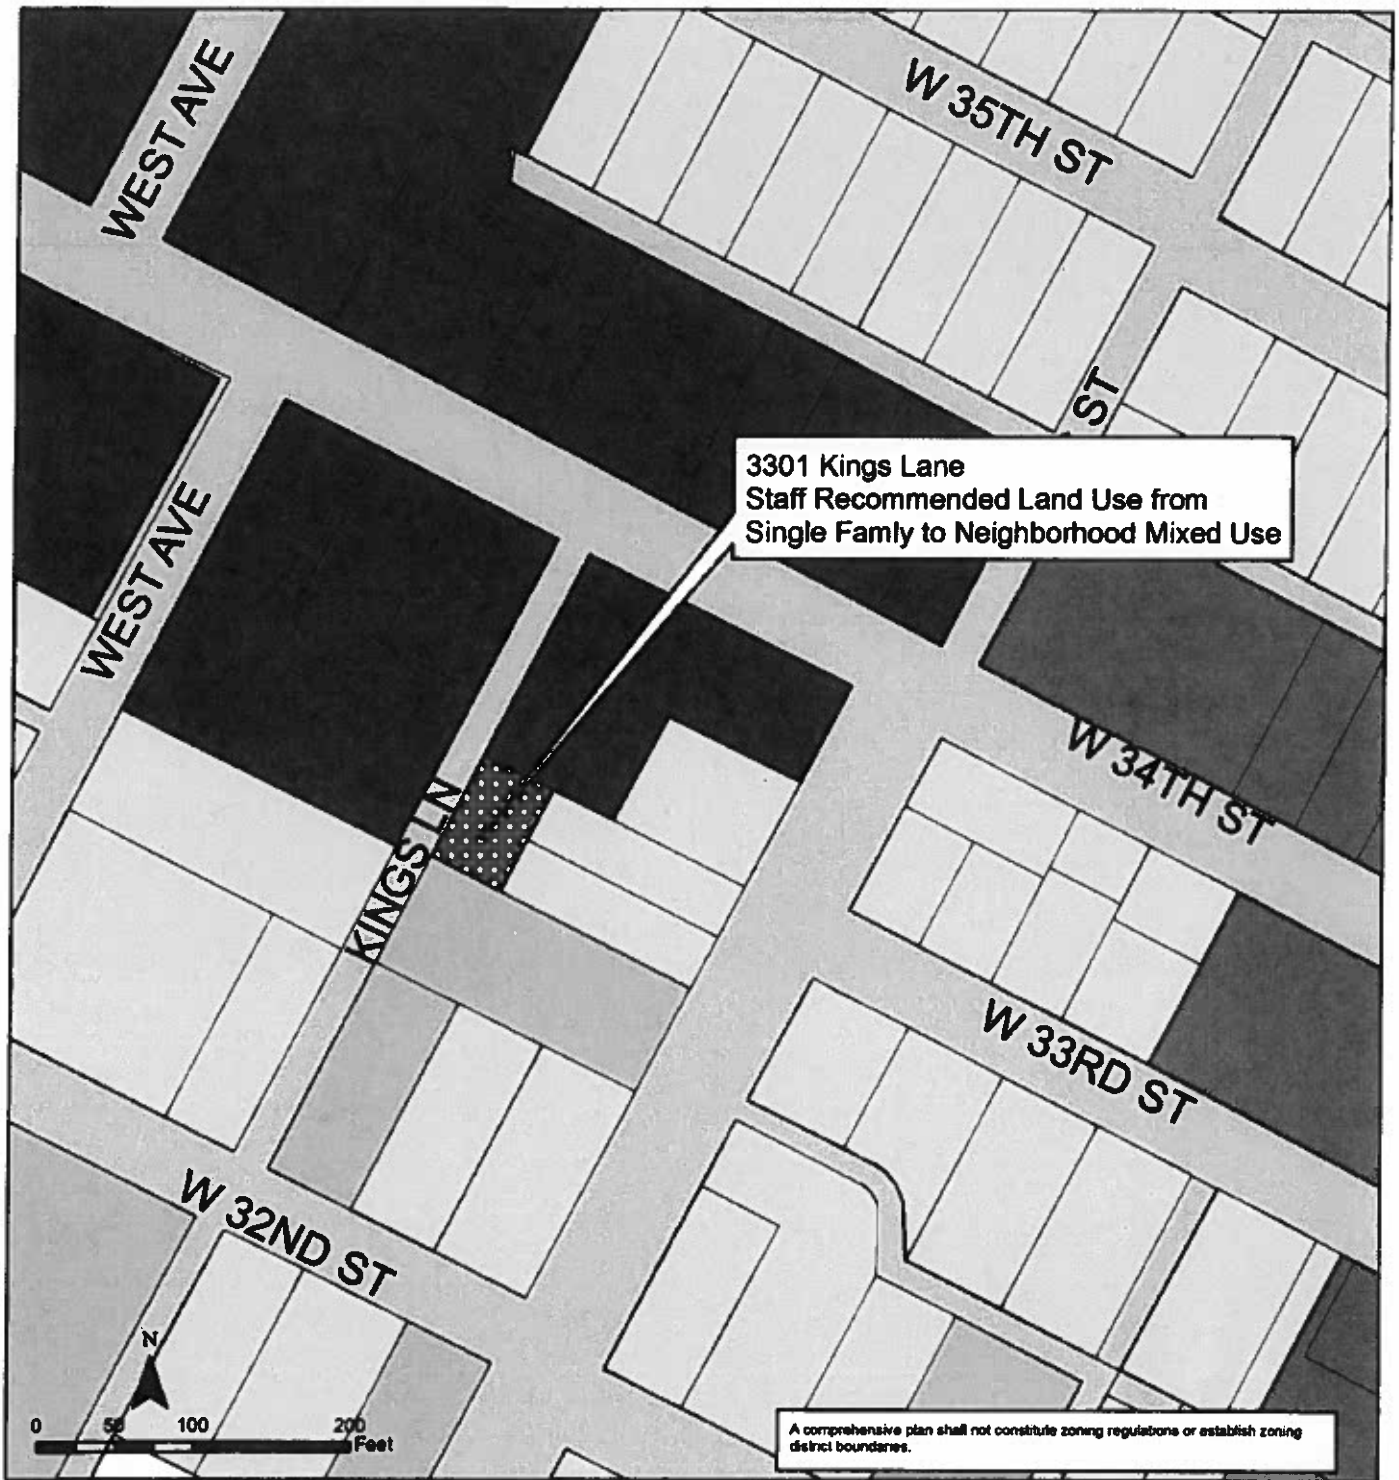 WEST AVE
W 35TH ST
ST
3301 Kings Lane
Staff Recommended Land Use from
Single Famly to Neighborhood Mixed Use
WEST AVE
W 34TH ST
KINGS LN
W 33RD ST
W 32ND ST
N
0 50 100 200
Feet
A comprehensive plan shall not constitute zoning regulations or establish zoning
district boundaries.